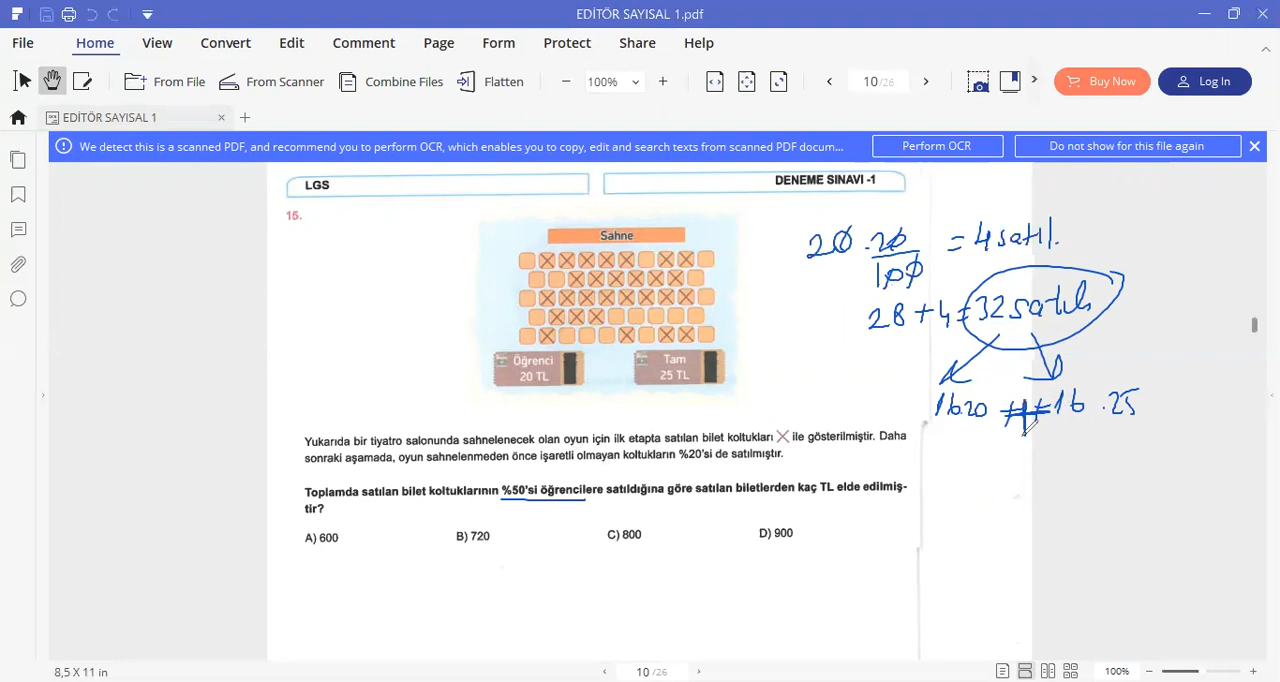 EDİTÖR SAYISAL 1.pdf
File Home View Convert Edit Comment Page Form Protect Share Help
From File From Scanner Combine Files Flatten 100% 10/26 Buy Now Log In
EDİTÖR SAYISAL 1
We detect this is a scanned PDF, and recommend you to perform OCR, which enables you to copy, edit and search texts from scanned PDF docum... Perform OCR Do not show for this file again
LGS DENEME SINAVI -1
15.
Sahne
Öğrenci
20 TL
Tam
25 TL
20 . 20/100 = 4 satıl.
28 + 4 = 32 satılı
16.20 + 16 . 25
Yukarıda bir tiyatro salonunda sahnelenecek olan oyun için ilk etapta satılan bilet koltukları X ile gösterilmiştir. Daha
sonraki aşamada, oyun sahnelenmeden önce işaretli olmayan koltukların %20'si de satılmıştır.
Toplamda satılan bilet koltuklarının %50'si öğrencilere satıldığına göre satılan biletlerden kaç TL elde edilmiş-
tir?
A) 600 B) 720 C) 800 D) 900
8,5 X 11 in 10 /26 100%